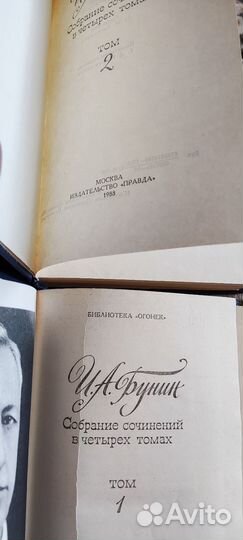 Собрание сочинений
в четырех томах
ТОМ
2
МОСКВА
ИЗДАТЕЛЬСТВО «ПРАВДА»
1988
БИБЛИОТЕКА «ОГОНЕК»
И.А.Бунин
Собрание сочинений
в четырех томах
ТОМ
1
Avito